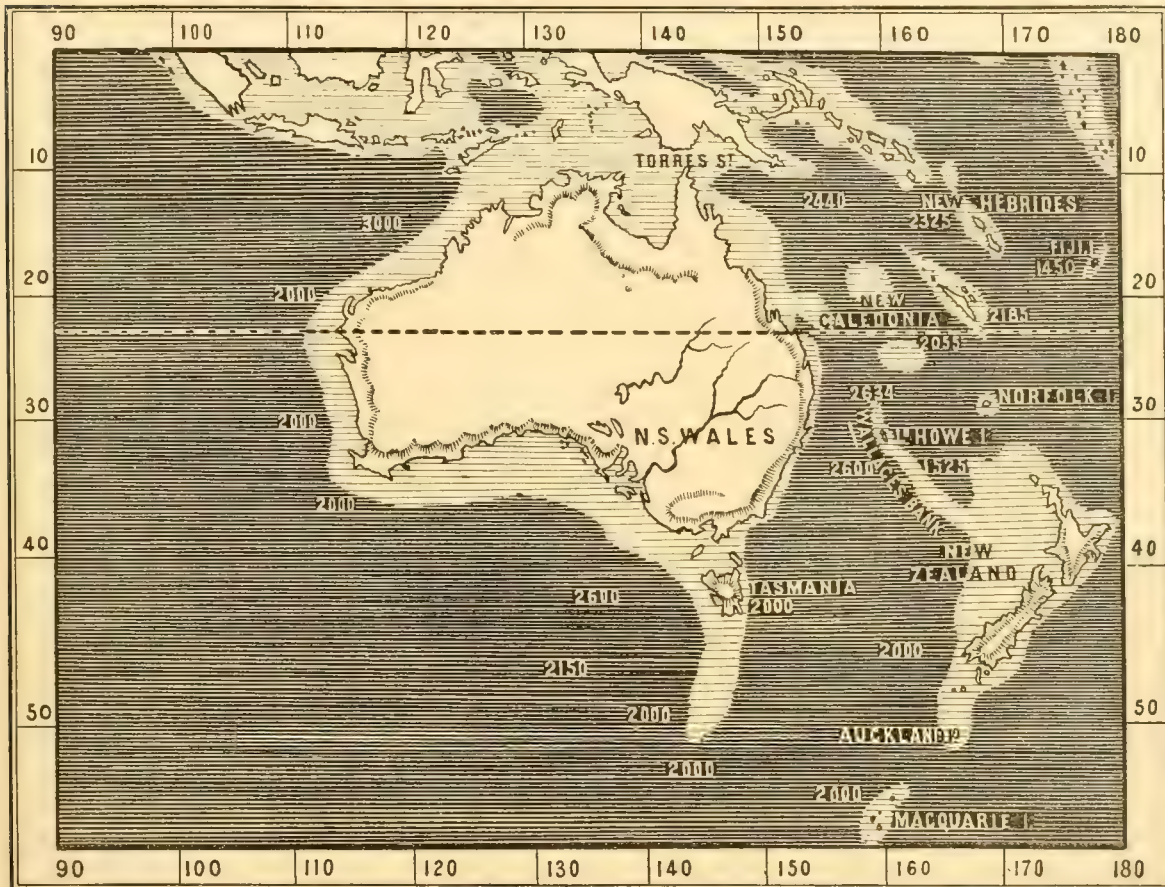 90 100 110 120 130 140 150 160 170 180
10 TORRES ST 10
2440
NEW HEBRIDES
3000 2325
FIJI I
1450
20 2000 20
NEW
CALEDONIA 2185
2055
2634
NORFOLK I
30 2000 30
N.S. WALES
L. HOWE I
2600 1525
WALLACES BANK
2000
40 NEW 40
ZEALAND
TASMANIA
2600 2000
2000
2150
50 2000 50
AUCKLAND Iˢ
2000
2000
MACQUARIE I
90 100 110 120 130 140 150 160 170 180